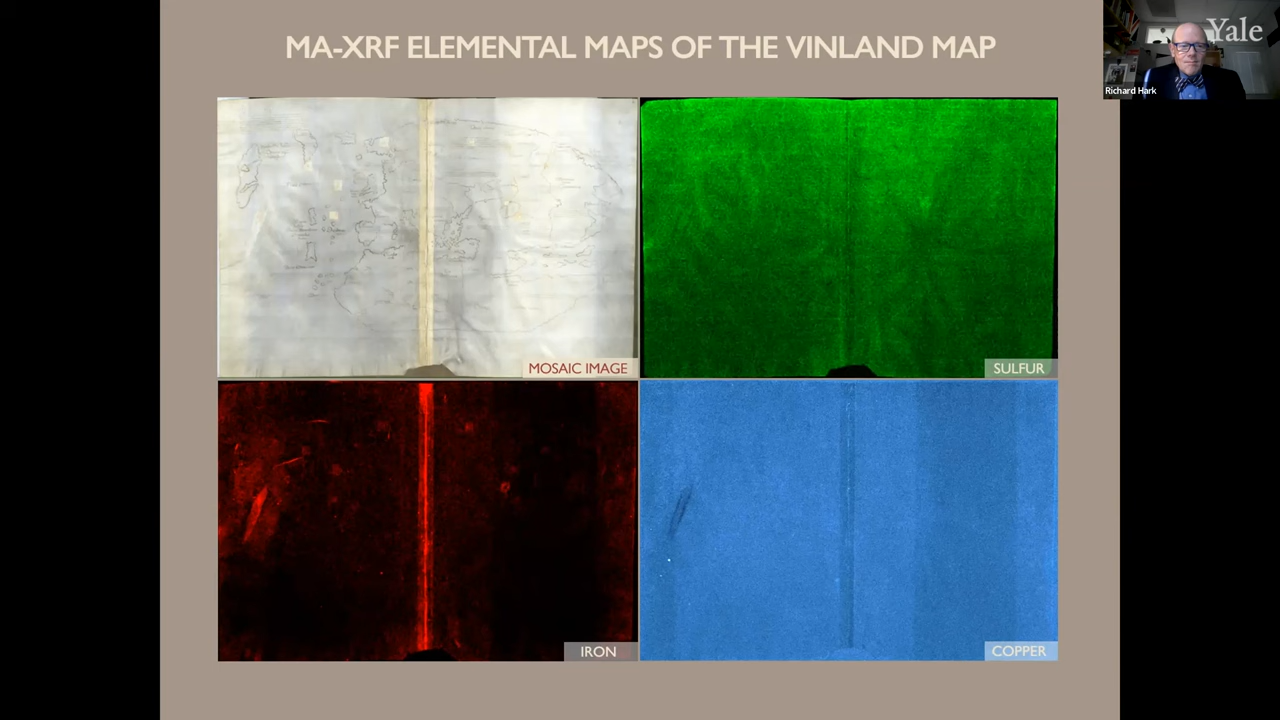 MA-XRF ELEMENTAL MAPS OF THE VINLAND MAP
Yale
Richard Hark
MOSAIC IMAGE
SULFUR
IRON
COPPER